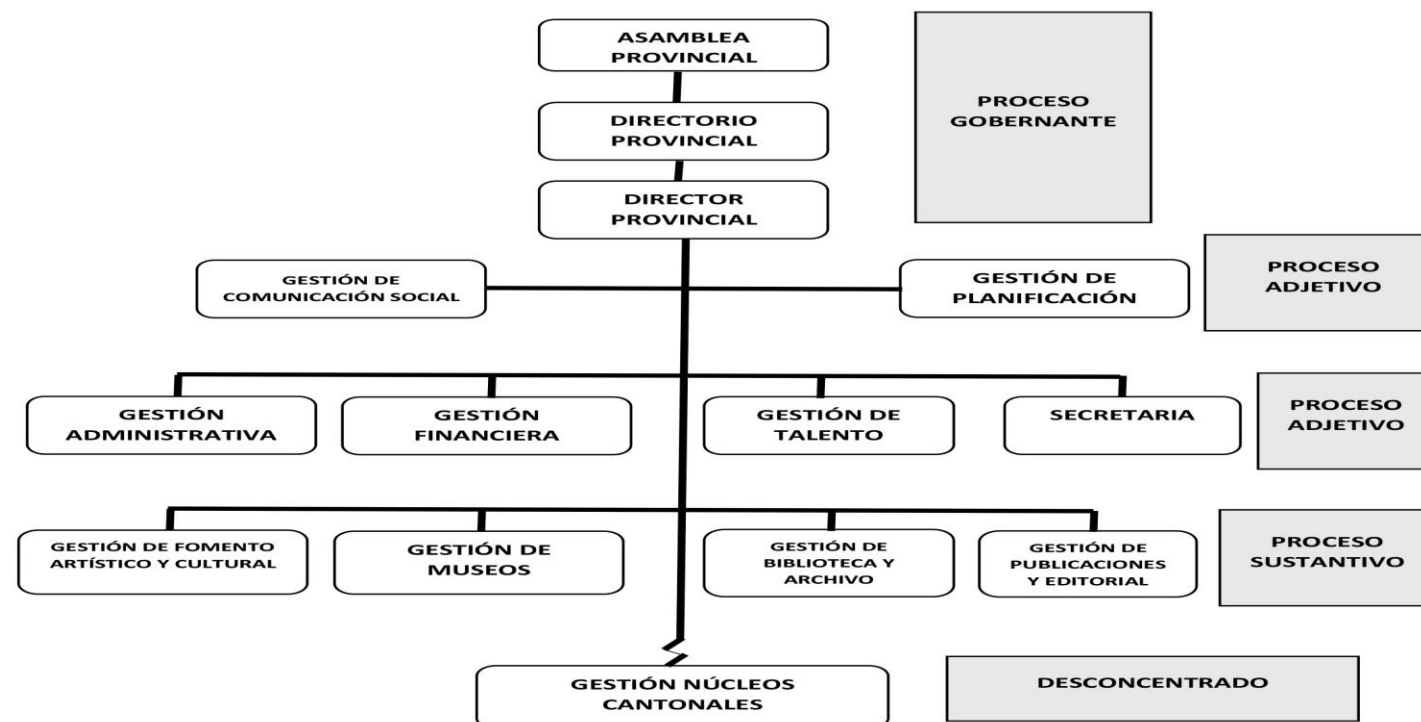 ASAMBLEA
PROVINCIAL
PROCESO
GOBERNANTE
DIRECTORIO
PROVINCIAL
DIRECTOR
PROVINCIAL
GESTIÓN DE
COMUNICACIÓN SOCIAL
GESTIÓN DE
PLANIFICACIÓN
PROCESO
ADJETIVO
GESTIÓN
ADMINISTRATIVA
GESTIÓN
FINANCIERA
GESTIÓN DE
TALENTO
SECRETARIA
PROCESO
ADJETIVO
GESTIÓN DE FOMENTO
ARTÍSTICO Y CULTURAL
GESTIÓN DE
MUSEOS
GESTIÓN DE
BIBLIOTECA Y
ARCHIVO
GESTIÓN DE
PUBLICACIONES
Y EDITORIAL
PROCESO
SUSTANTIVO
GESTIÓN NÚCLEOS
CANTONALES
DESCONCENTRADO